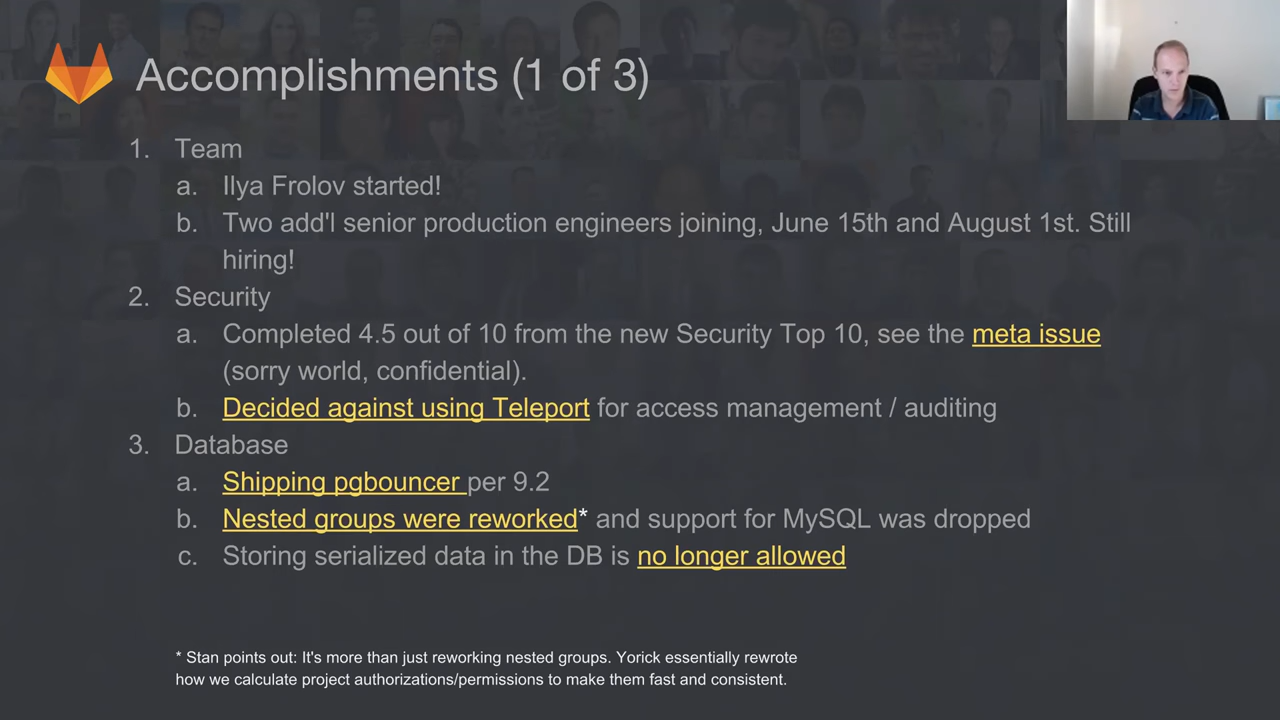 Accomplishments (1 of 3)
1. Team
a. Ilya Frolov started!
b. Two add'l senior production engineers joining, June 15th and August 1st. Still
hiring!
2. Security
a. Completed 4.5 out of 10 from the new Security Top 10, see the meta issue
(sorry world, confidential).
b. Decided against using Teleport for access management / auditing
3. Database
a. Shipping pgbouncer per 9.2
b. Nested groups were reworked* and support for MySQL was dropped
c. Storing serialized data in the DB is no longer allowed
* Stan points out: It's more than just reworking nested groups. Yorick essentially rewrote
how we calculate project authorizations/permissions to make them fast and consistent.